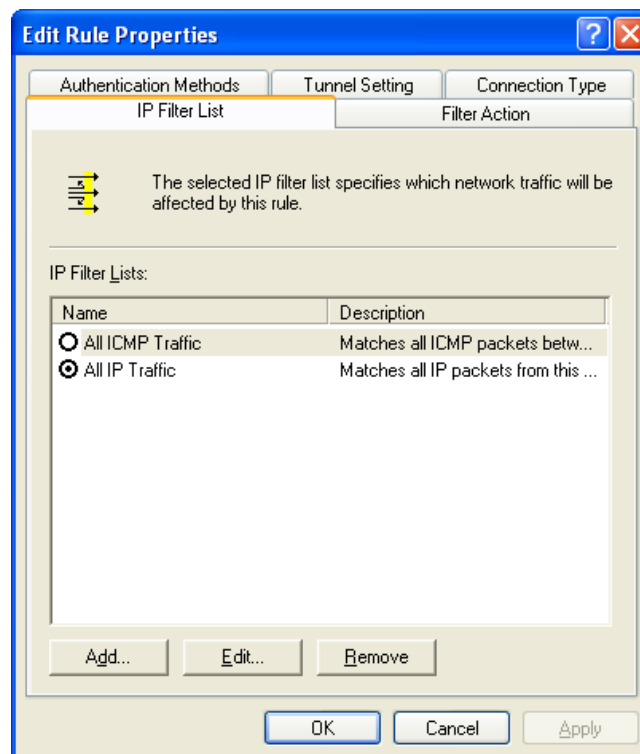 Edit Rule Properties
Authentication Methods Tunnel Setting Connection Type
IP Filter List Filter Action
The selected IP filter list specifies which network traffic will be
affected by this rule.
IP Filter Lists:
Name Description
All ICMP Traffic Matches all ICMP packets betw...
All IP Traffic Matches all IP packets from this ...
Add... Edit... Remove
OK Cancel Apply